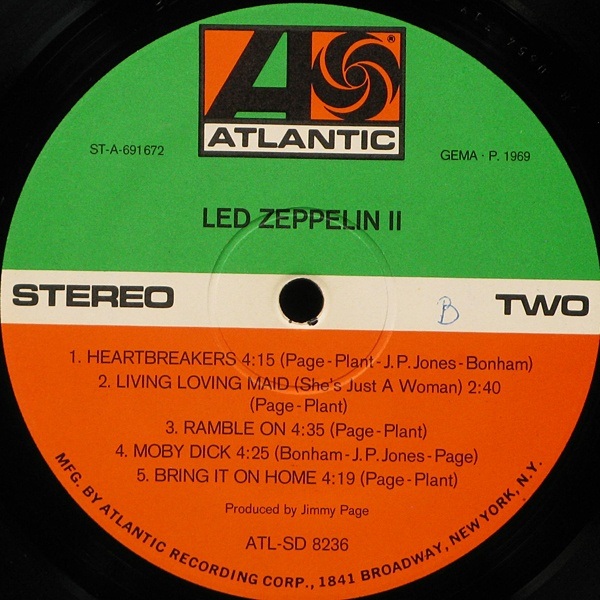 ATLANTIC
®
ST-A-691672
GEMA · P. 1969
LED ZEPPELIN II
STEREO
B
TWO
1. HEARTBREAKERS 4:15 (Page-Plant-J.P.Jones-Bonham)
2. LIVING LOVING MAID (She's Just A Woman) 2:40
(Page-Plant)
3. RAMBLE ON 4:35 (Page-Plant)
4. MOBY DICK 4:25 (Bonham-J.P.Jones-Page)
5. BRING IT ON HOME 4:19 (Page-Plant)
Produced by Jimmy Page
ATL-SD 8236
MFG. BY ATLANTIC RECORDING CORP., 1841 BROADWAY, NEW YORK, N.Y.